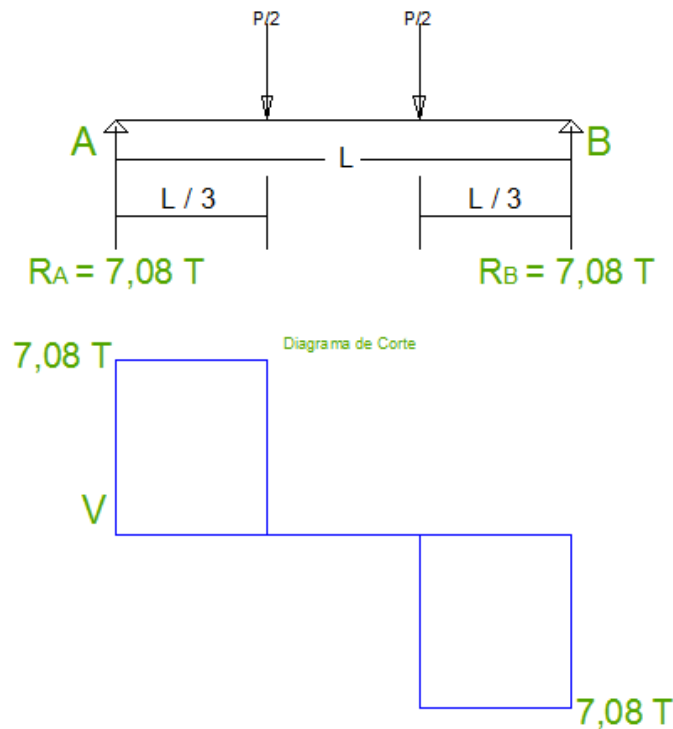 P/2 P/2
A B
L
L / 3 L / 3
RA = 7,08 T RB = 7,08 T
Diagrama de Corte
7,08 T
V
7,08 T